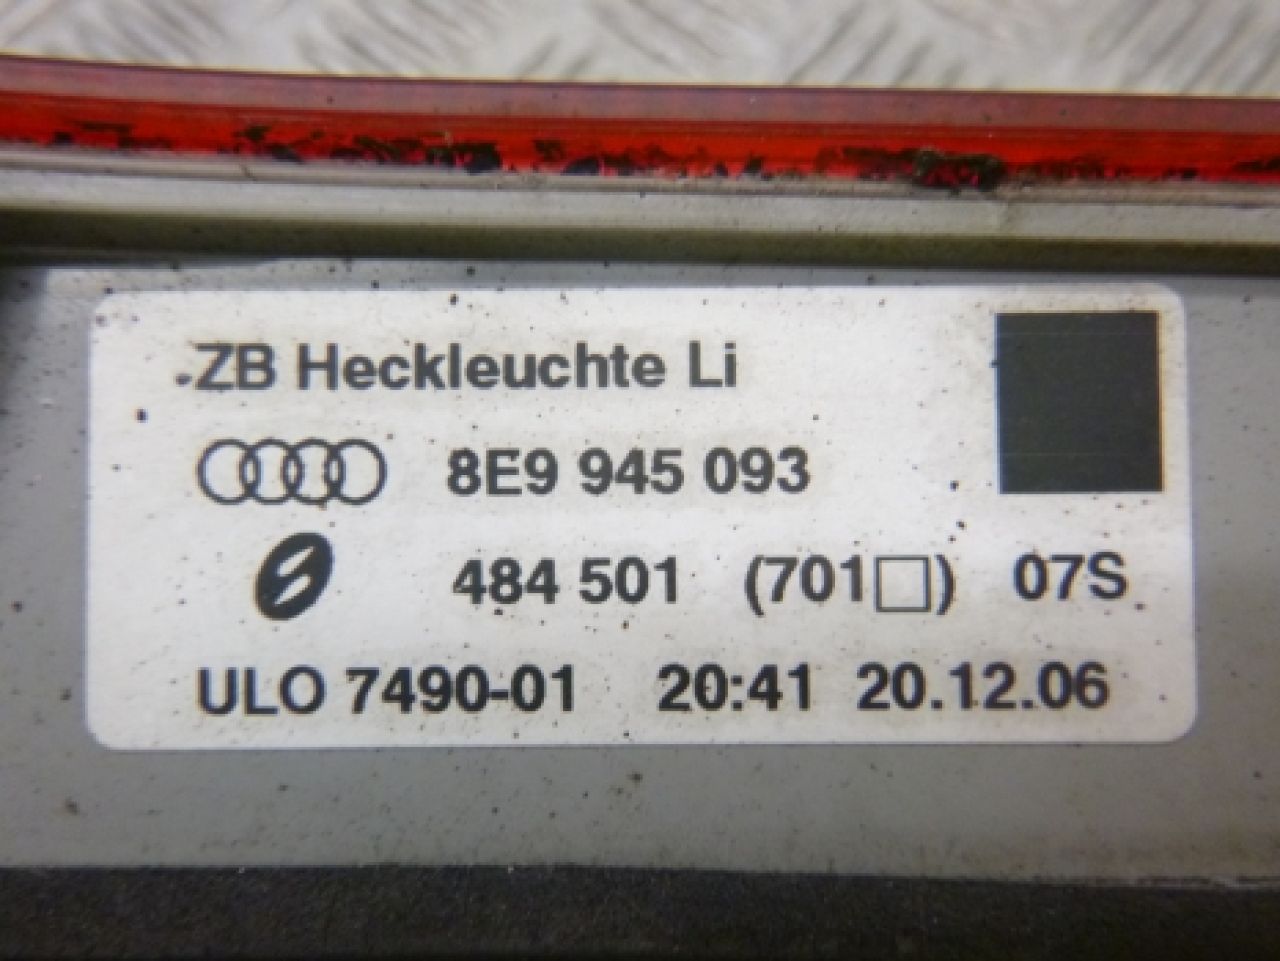 ZB Heckleuchte Li
8E9 945 093
484 501 (701□) 07S
ULO 7490-01 20:41 20.12.06